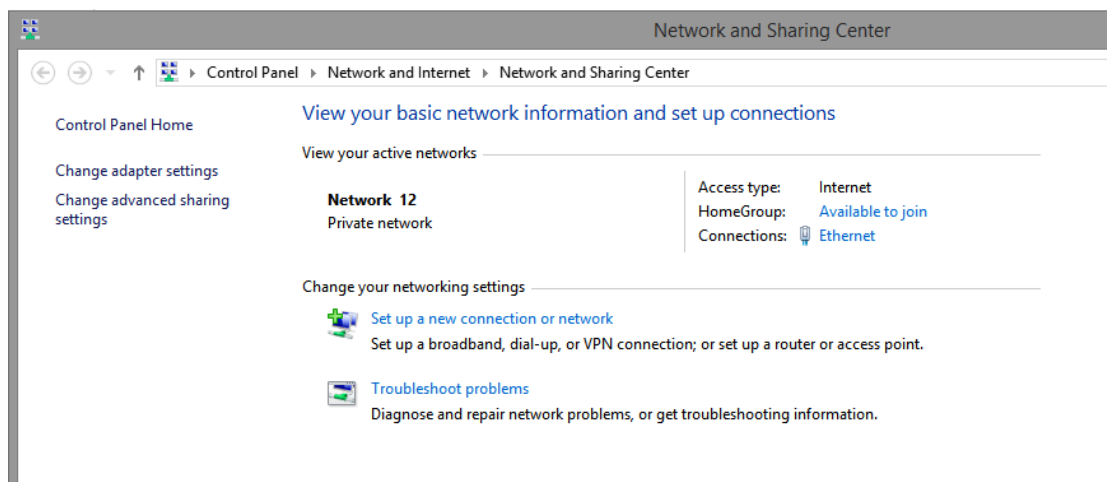 Network and Sharing Center
Control Panel Network and Internet Network and Sharing Center
Control Panel Home
Change adapter settings
Change advanced sharing
settings
View your basic network information and set up connections
View your active networks
Network 12
Private network
Access type: Internet
HomeGroup: Available to join
Connections: Ethernet
Change your networking settings
Set up a new connection or network
Set up a broadband, dial-up, or VPN connection; or set up a router or access point.
Troubleshoot problems
Diagnose and repair network problems, or get troubleshooting information.